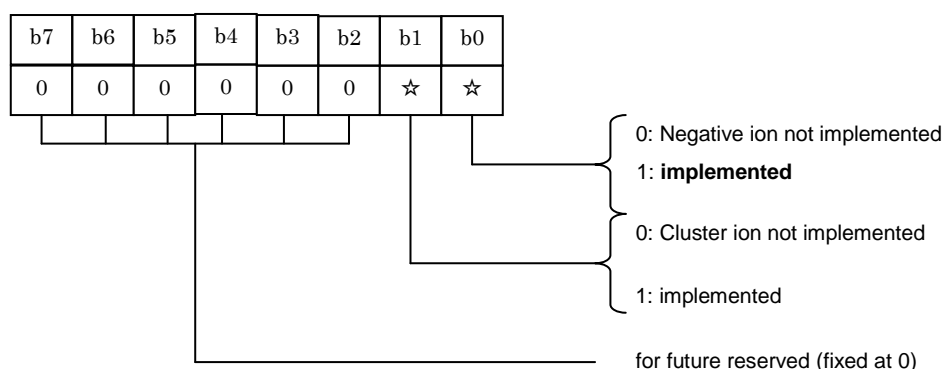 b7 b6 b5 b4 b3 b2 b1 b0
0 0 0 0 0 0 ☆ ☆
0: Negative ion not implemented
1: implemented
0: Cluster ion not implemented
1: implemented
for future reserved (fixed at 0)